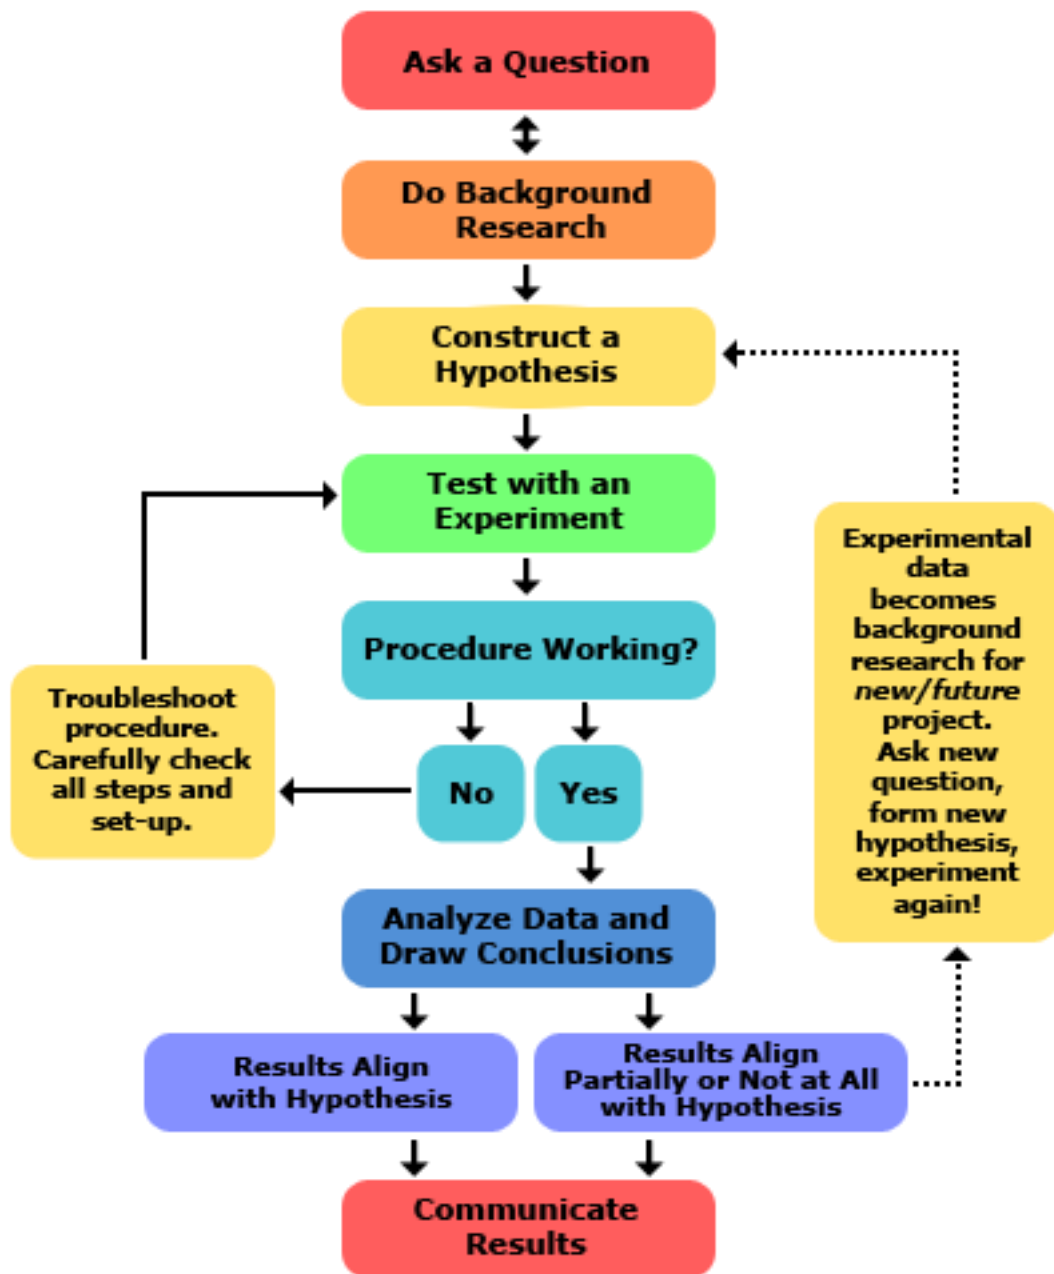 Ask a Question
Do Background
Research
Construct a
Hypothesis
Test with an
Experiment
Procedure Working?
No
Yes
Troubleshoot
procedure.
Carefully check
all steps and
set-up.
Experimental
data
becomes
background
research for
new/future
project.
Ask new
question,
form new
hypothesis,
experiment
again!
Analyze Data and
Draw Conclusions
Results Align
with Hypothesis
Results Align
Partially or Not at All
with Hypothesis
Communicate
Results